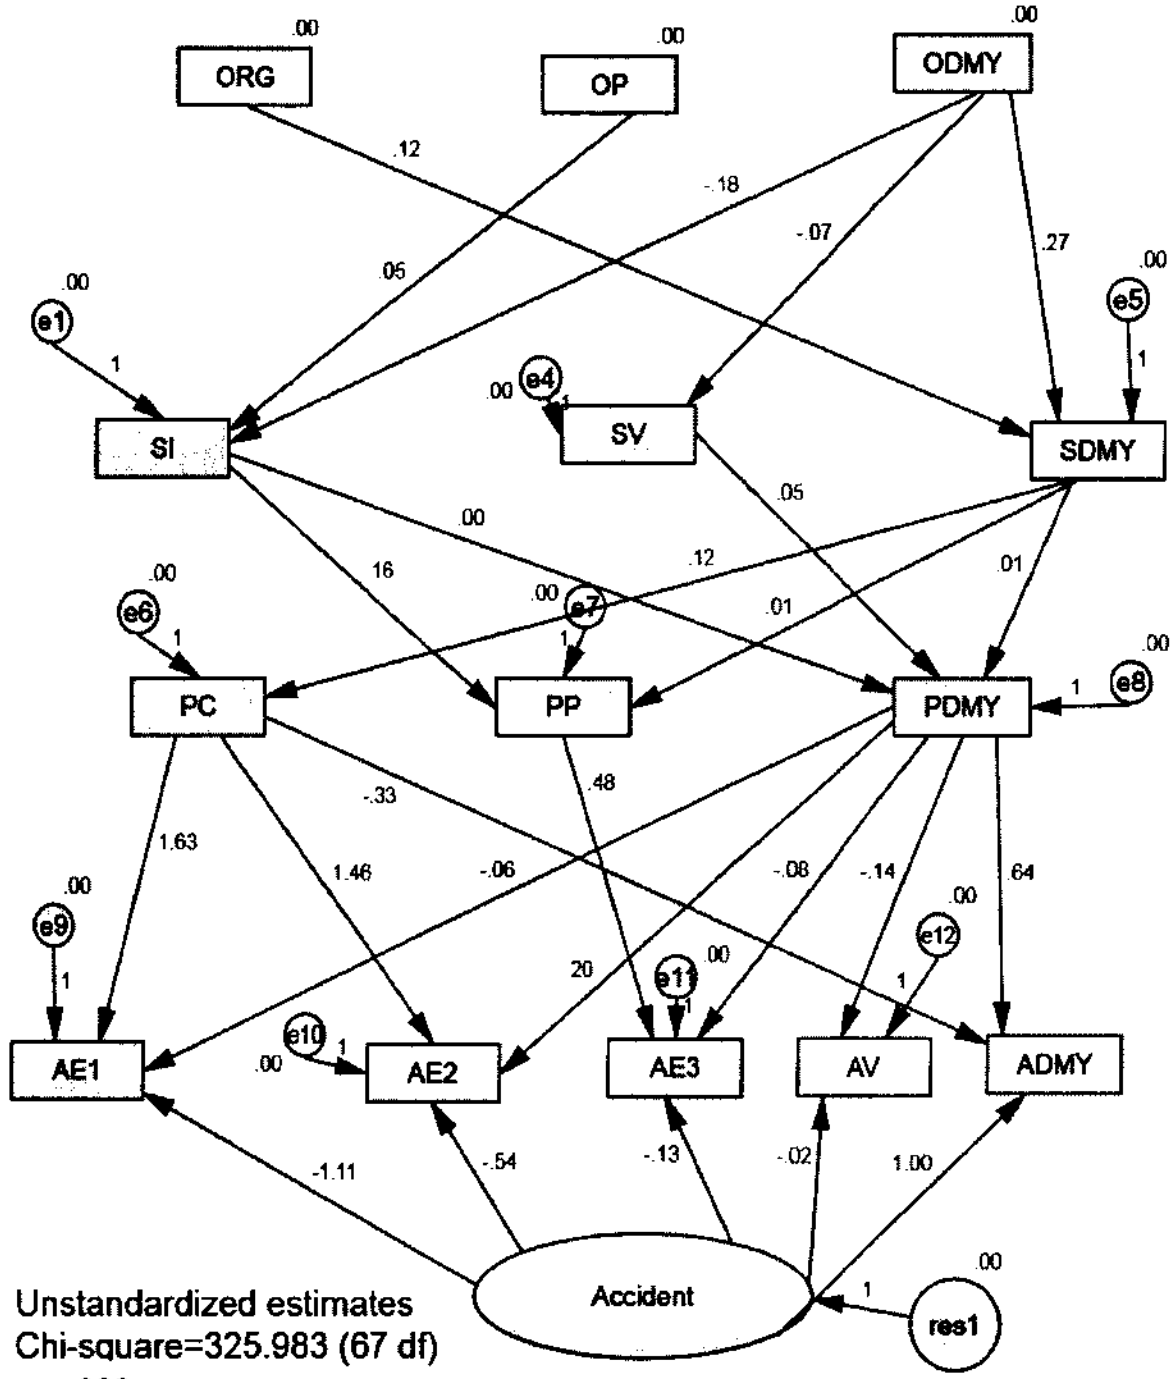 .00
.00
.00
ORG
OP
ODMY
.12
-.18
-.07
.27
.05
.00
.00
e1
e5
1
1
.00
e4
1
SI
SV
SDMY
.00
.05
16
.12
.01
.00
.00
.01
e6
e7
.00
1
1
1
e8
PC
PP
PDMY
-.33
.48
1.63
1.46
-.06
-.08
-.14
.64
.00
.00
e9
e12
20
.00
1
e11
1
1
e10
1
.00
AE1
AE2
AE3
AV
ADMY
-1.11
-.54
-.13
-.02
1.00
.00
Accident
1
res1
Unstandardized estimates
Chi-square=325.983 (67 df)